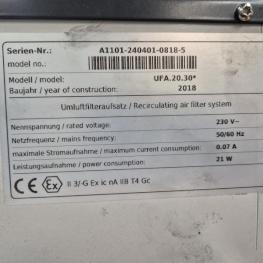 Serien-Nr.: A1101-240401-0818-5
model no.:
Modell / model: UFA.20.30*
Baujahr / year of construction: 2018
Umluftfilteraufsatz / Recirculating air filter system
Nennspannung / rated voltage: 230 V~
Netzfrequenz / mains frequency: 50/60 Hz
maximale Stromaufnahme / maximum current consumption: 0.07 A
Leistungsaufnahme / power consumption: 21 W
CE Ex II 3/-G Ex ic nA IIB T4 Gc